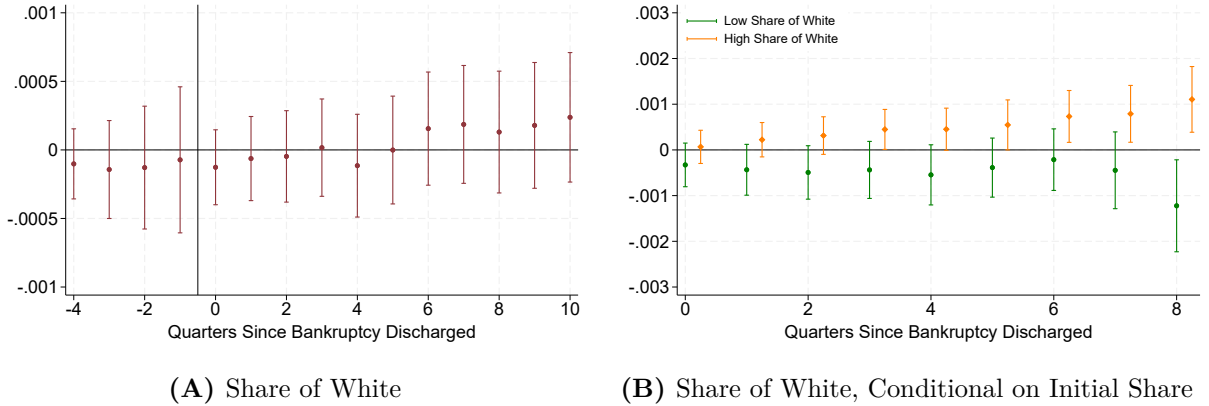 .001
.0005
0
-.0005
-.001
-4 -2 0 2 4 6 8 10
Quarters Since Bankruptcy Discharged
(A) Share of White
.003
.002
.001
0
-.001
-.002
-.003
Low Share of White
High Share of White
0 2 4 6 8
Quarters Since Bankruptcy Discharged
(B) Share of White, Conditional on Initial Share